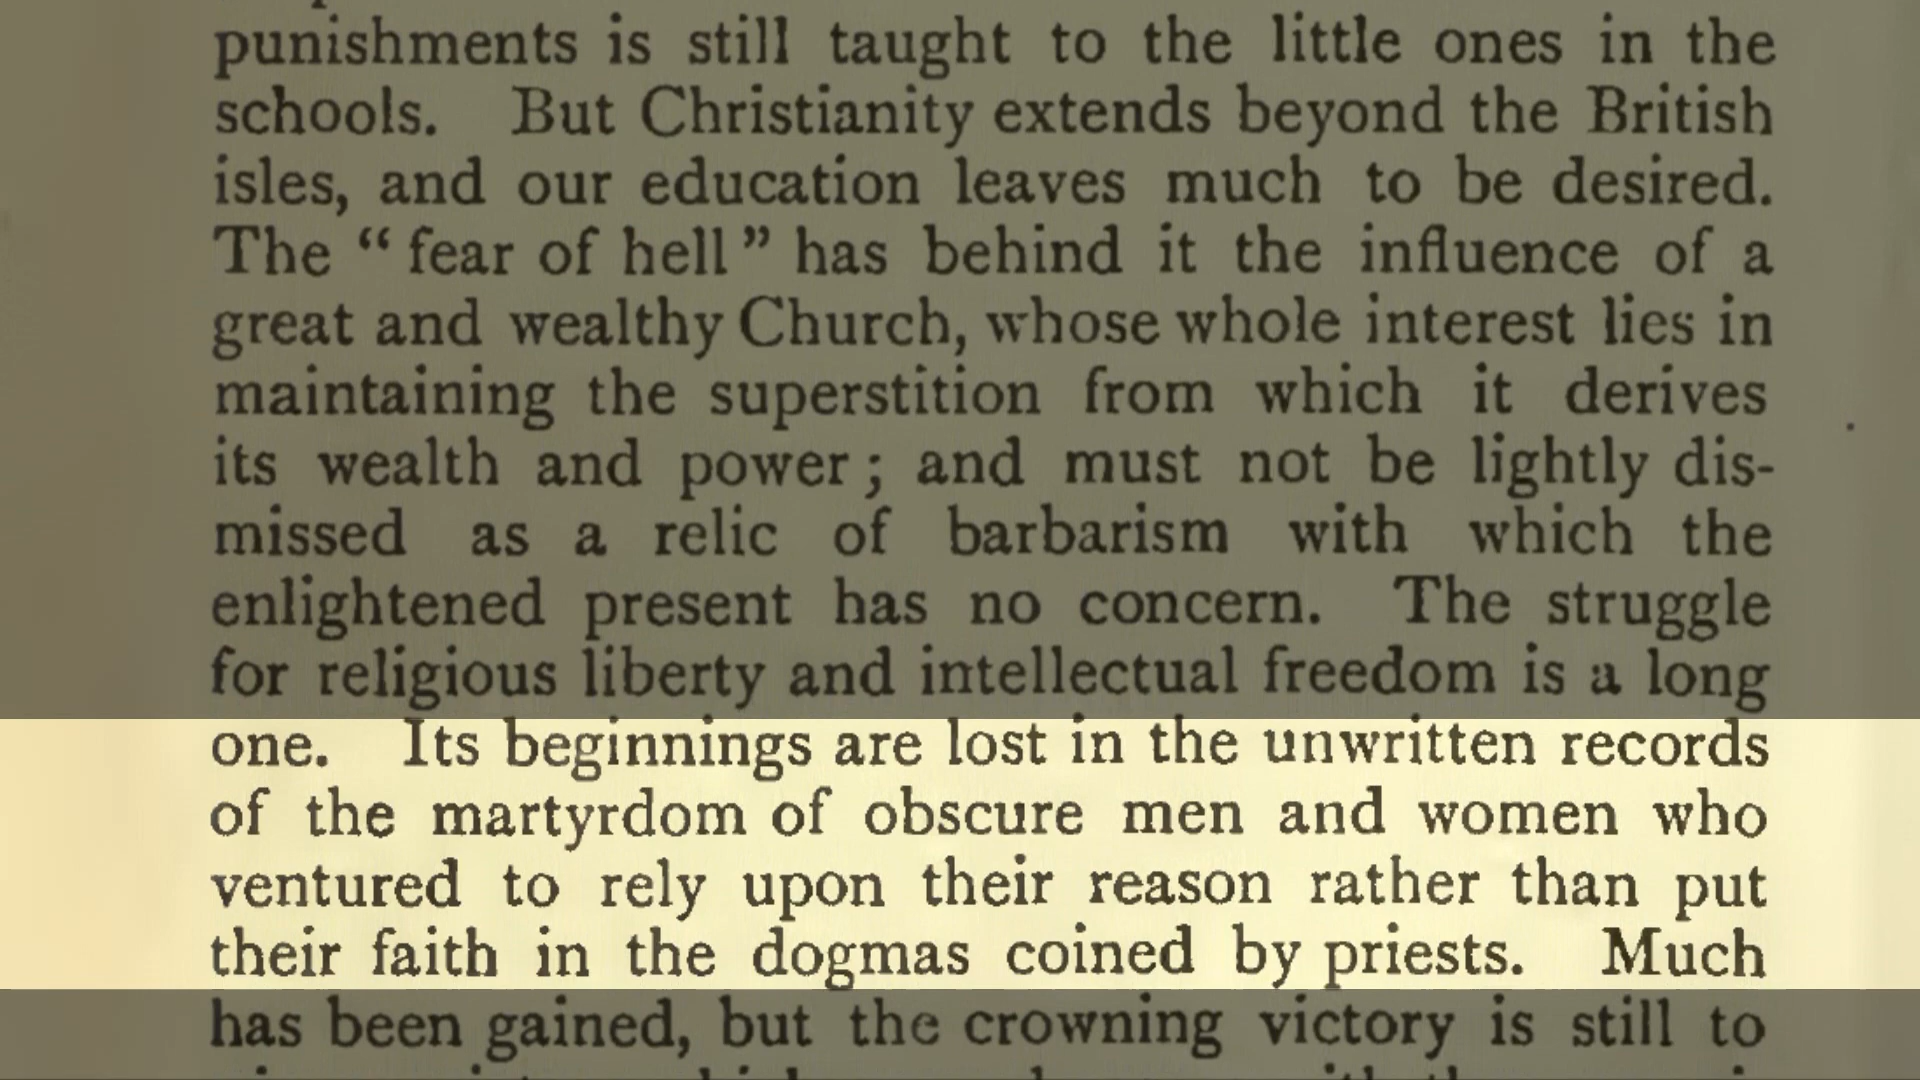 punishments is still taught to the little ones in the
schools. But Christianity extends beyond the British
isles, and our education leaves much to be desired.
The “ fear of hell ” has behind it the influence of a
great and wealthy Church, whose whole interest lies in
maintaining the superstition from which it derives
its wealth and power ; and must not be lightly dis-
missed as a relic of barbarism with which the
enlightened present has no concern. The struggle
for religious liberty and intellectual freedom is a long
one. Its beginnings are lost in the unwritten records
of the martyrdom of obscure men and women who
ventured to rely upon their reason rather than put
their faith in the dogmas coined by priests. Much
has been gained, but the crowning victory is still to